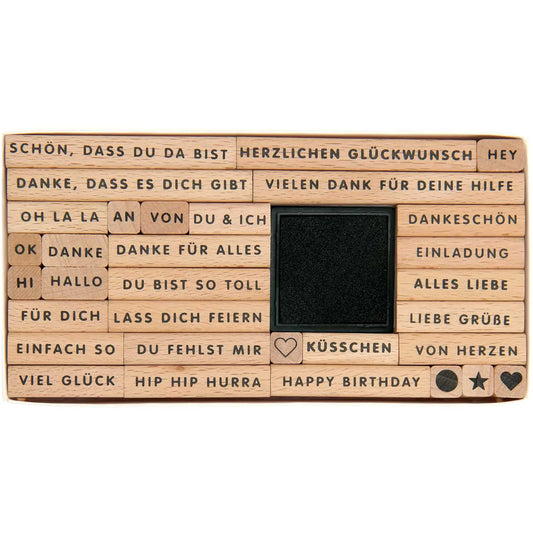 SCHÖN, DASS DU DA BIST HERZLICHEN GLÜCKWUNSCH HEY
DANKE, DASS ES DICH GIBT VIELEN DANK FÜR DEINE HILFE
OH LA LA AN VON DU & ICH DANKESCHÖN
OK DANKE DANKE FÜR ALLES EINLADUNG
HI HALLO DU BIST SO TOLL ALLES LIEBE
FÜR DICH LASS DICH FEIERN LIEBE GRÜßE
EINFACH SO DU FEHLST MIR KÜSSCHEN VON HERZEN
VIEL GLÜCK HIP HIP HURRA HAPPY BIRTHDAY